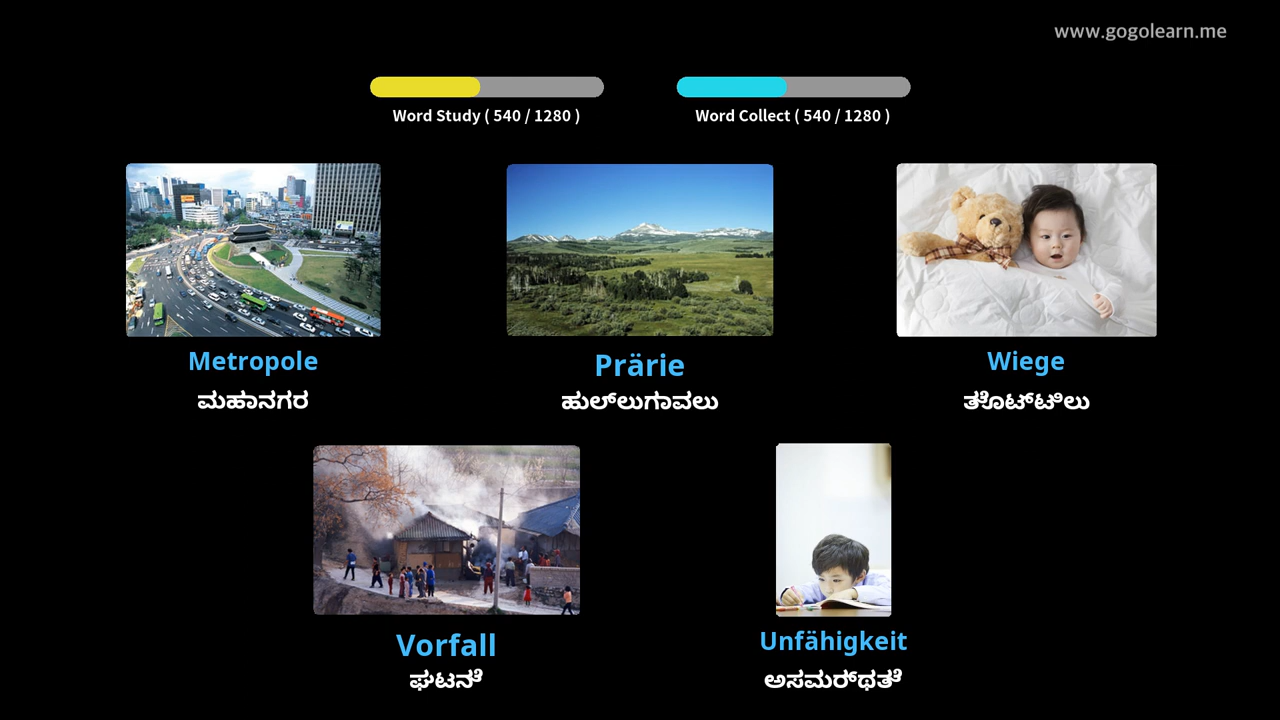 www.gogolearn.me
Word Study ( 540 / 1280 )
Word Collect ( 540 / 1280 )
Metropole
ಮಹಾನಗರ
Prärie
ಹುಲ್‌ಲುಗಾವಲು
Wiege
ತೊಟ್‌ಟಿಲು
Vorfall
ಘಟನೆ
Unfähigkeit
ಅಸಮರ್‌ಥತೆ